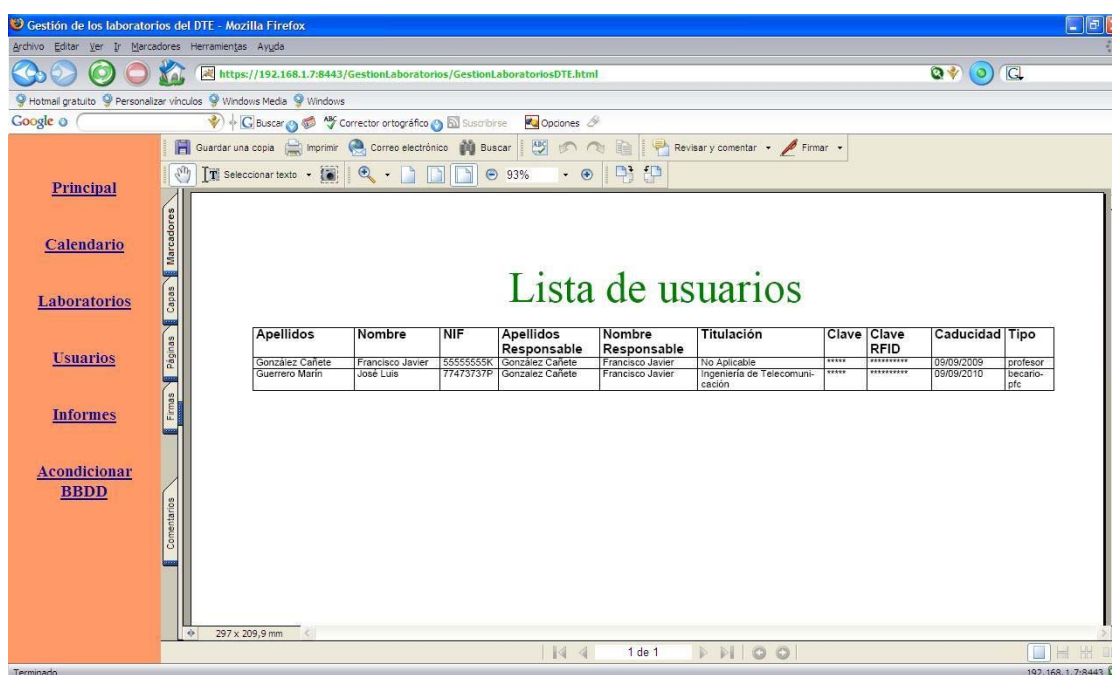 Gestión de los laboratorios del DTE - Mozilla Firefox
Archivo Editar Ver Ir Marcadores Herramientas Ayuda
https://192.168.1.7:8443/GestionLaboratorios/GestionLaboratoriosDTE.html
Hotmail gratuito Personalizar vínculos Windows Media Windows
Google Buscar Corrector ortográfico Suscribirse Opciones
Guardar una copia Imprimir Correo electrónico Buscar Revisar y comentar Firmar
Seleccionar texto 93%
Principal
Calendario
Laboratorios
Usuarios
Informes
Acondicionar
BBDD
Marcadores
Capas
Páginas
Firmas
Comentarios
Lista de usuarios
Apellidos Nombre NIF Apellidos Responsable Nombre Responsable Titulación Clave Clave RFID Caducidad Tipo
González Cañete Francisco Javier 55555555K González Cañete Francisco Javier No Aplicable ***** ********** 09/09/2009 profesor
Guerrero Marín José Luis 77473737P Gonzalez Cañete Francisco Javier Ingeniería de Telecomuni-cación ***** ********** 09/09/2010 becario-pfc
297 x 209,9 mm
1 de 1
Terminado 192.168.1.7:8443